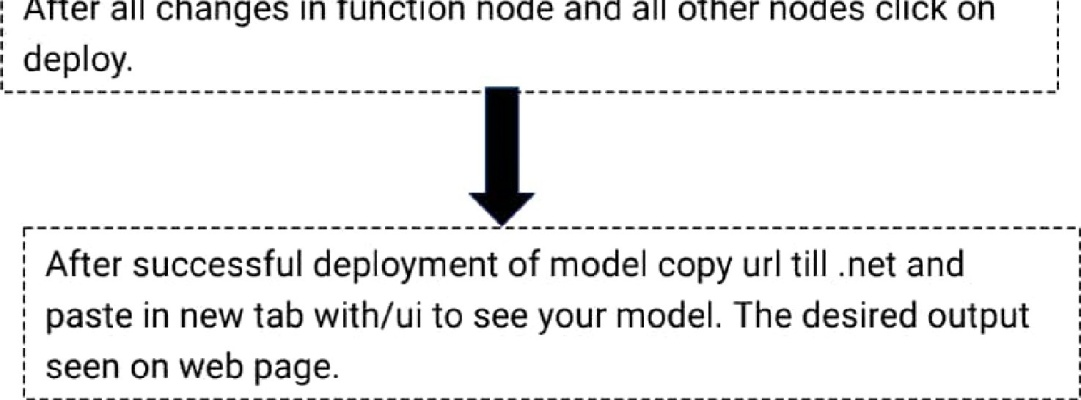 After all changes in function node and all other nodes click on
deploy.
After successful deployment of model copy url till .net and
paste in new tab with/ui to see your model. The desired output
seen on web page.